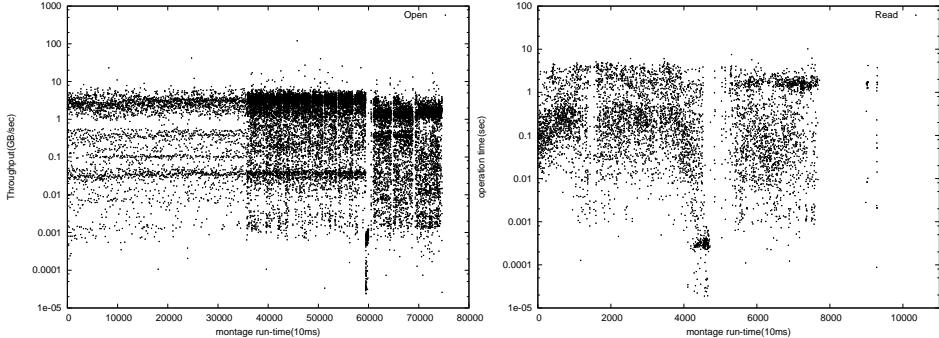 Open
Throughput(GB/sec)
1000
100
10
1
0.1
0.01
0.001
0.0001
1e-05
0 10000 20000 30000 40000 50000 60000 70000 80000
montage run-time(10ms)
Read
operation time(sec)
1000
100
10
1
0.1
0.01
0.001
0.0001
1e-05
0 2000 4000 6000 8000 10000
montage run-time(10ms)